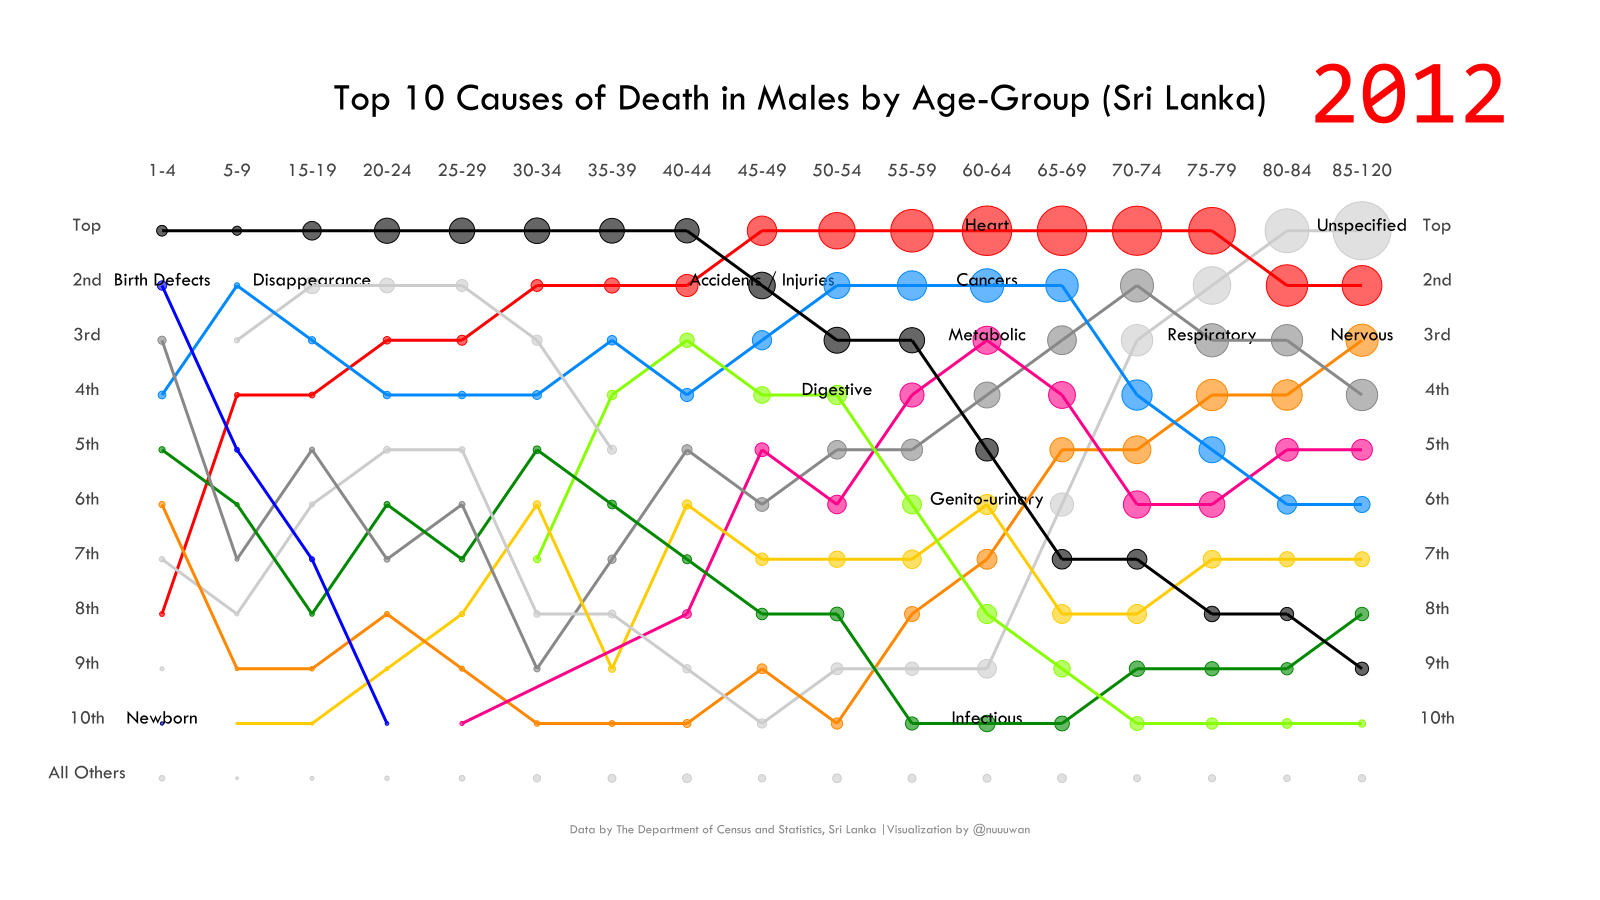 Top 10 Causes of Death in Males by Age-Group (Sri Lanka)
2012
1-4 5-9 15-19 20-24 25-29 30-34 35-39 40-44 45-49 50-54 55-59 60-64 65-69 70-74 75-79 80-84 85-120
Top Heart Unspecified Top
2nd Birth Defects Disappearance Accidents / Injuries Cancers 2nd
3rd Metabolic Respiratory Nervous 3rd
4th Digestive 4th
5th 5th
6th Genito-urinary 6th
7th 7th
8th 8th
9th 9th
10th Newborn Infectious 10th
All Others
Data by The Department of Census and Statistics, Sri Lanka | Visualization by @nuuuwan